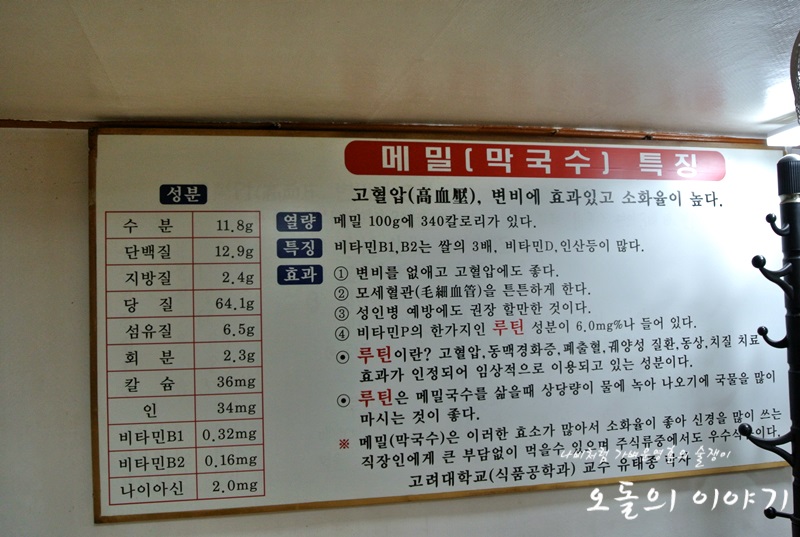 메밀(막국수) 특징
고혈압(高血壓), 변비에 효과있고 소화율이 높다.
성분
수 분 11.8g
단백질 12.9g
지방질 2.4g
당 질 64.1g
섬유질 6.5g
회 분 2.3g
칼 슘 36mg
인 34mg
비타민B1 0.32mg
비타민B2 0.16mg
나이아신 2.0mg
열량 메밀 100g에 340칼로리가 있다.
특징 비타민B1,B2는 쌀의 3배, 비타민D,인산등이 많다.
효과 ① 변비를 없애고 고혈압에도 좋다.
② 모세혈관(毛細血管)을 튼튼하게 한다.
③ 성인병 예방에도 권장 할만한 것이다.
④ 비타민P의 한가지인 루틴 성분이 6.0mg%나 들어 있다.
⊙ 루틴이란? 고혈압,동맥경화증,폐출혈,궤양성 질환,동상,치질 치료
효과가 인정되어 임상적으로 이용되고 있는 성분이다.
⊙ 루틴은 메밀국수를 삶을때 상당량이 물에 녹아 나오기에 국물을 많이
마시는 것이 좋다.
※ 메밀(막국수)은 이러한 효소가 많아서 소화율이 좋아 신경을 많이 쓰는
직장인에게 큰 부담없이 먹을수 있으며 주식류중에서도 우수식품이다.
고려대학교(식품공학과) 교수 유태종 박사
나비처럼 가벼운 영혼의 술쟁이
오돌의 이야기